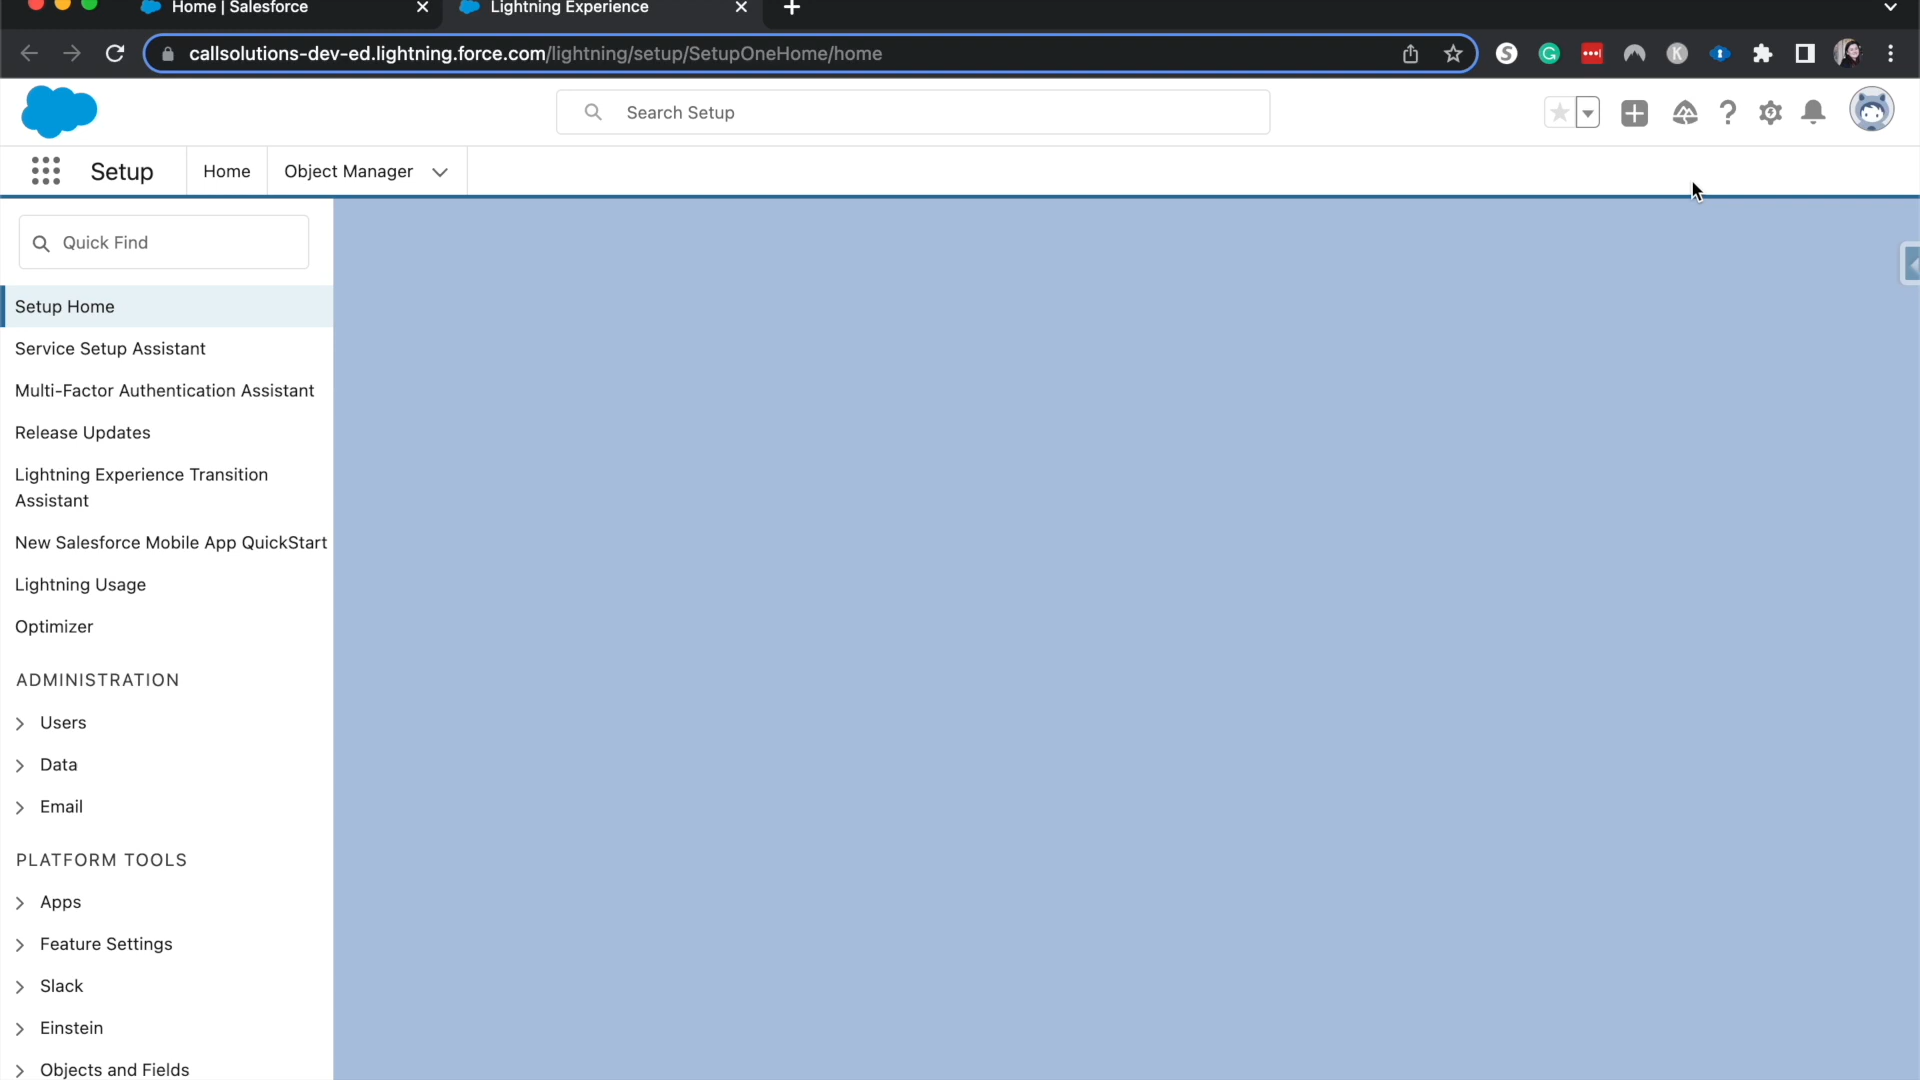 Home | Salesforce
Lightning Experience
callsolutions-dev-ed.lightning.force.com/lightning/setup/SetupOneHome/home
Search Setup
Setup
Home
Object Manager
Quick Find
Setup Home
Service Setup Assistant
Multi-Factor Authentication Assistant
Release Updates
Lightning Experience Transition
Assistant
New Salesforce Mobile App QuickStart
Lightning Usage
Optimizer
ADMINISTRATION
Users
Data
Email
PLATFORM TOOLS
Apps
Feature Settings
Slack
Einstein
Objects and Fields